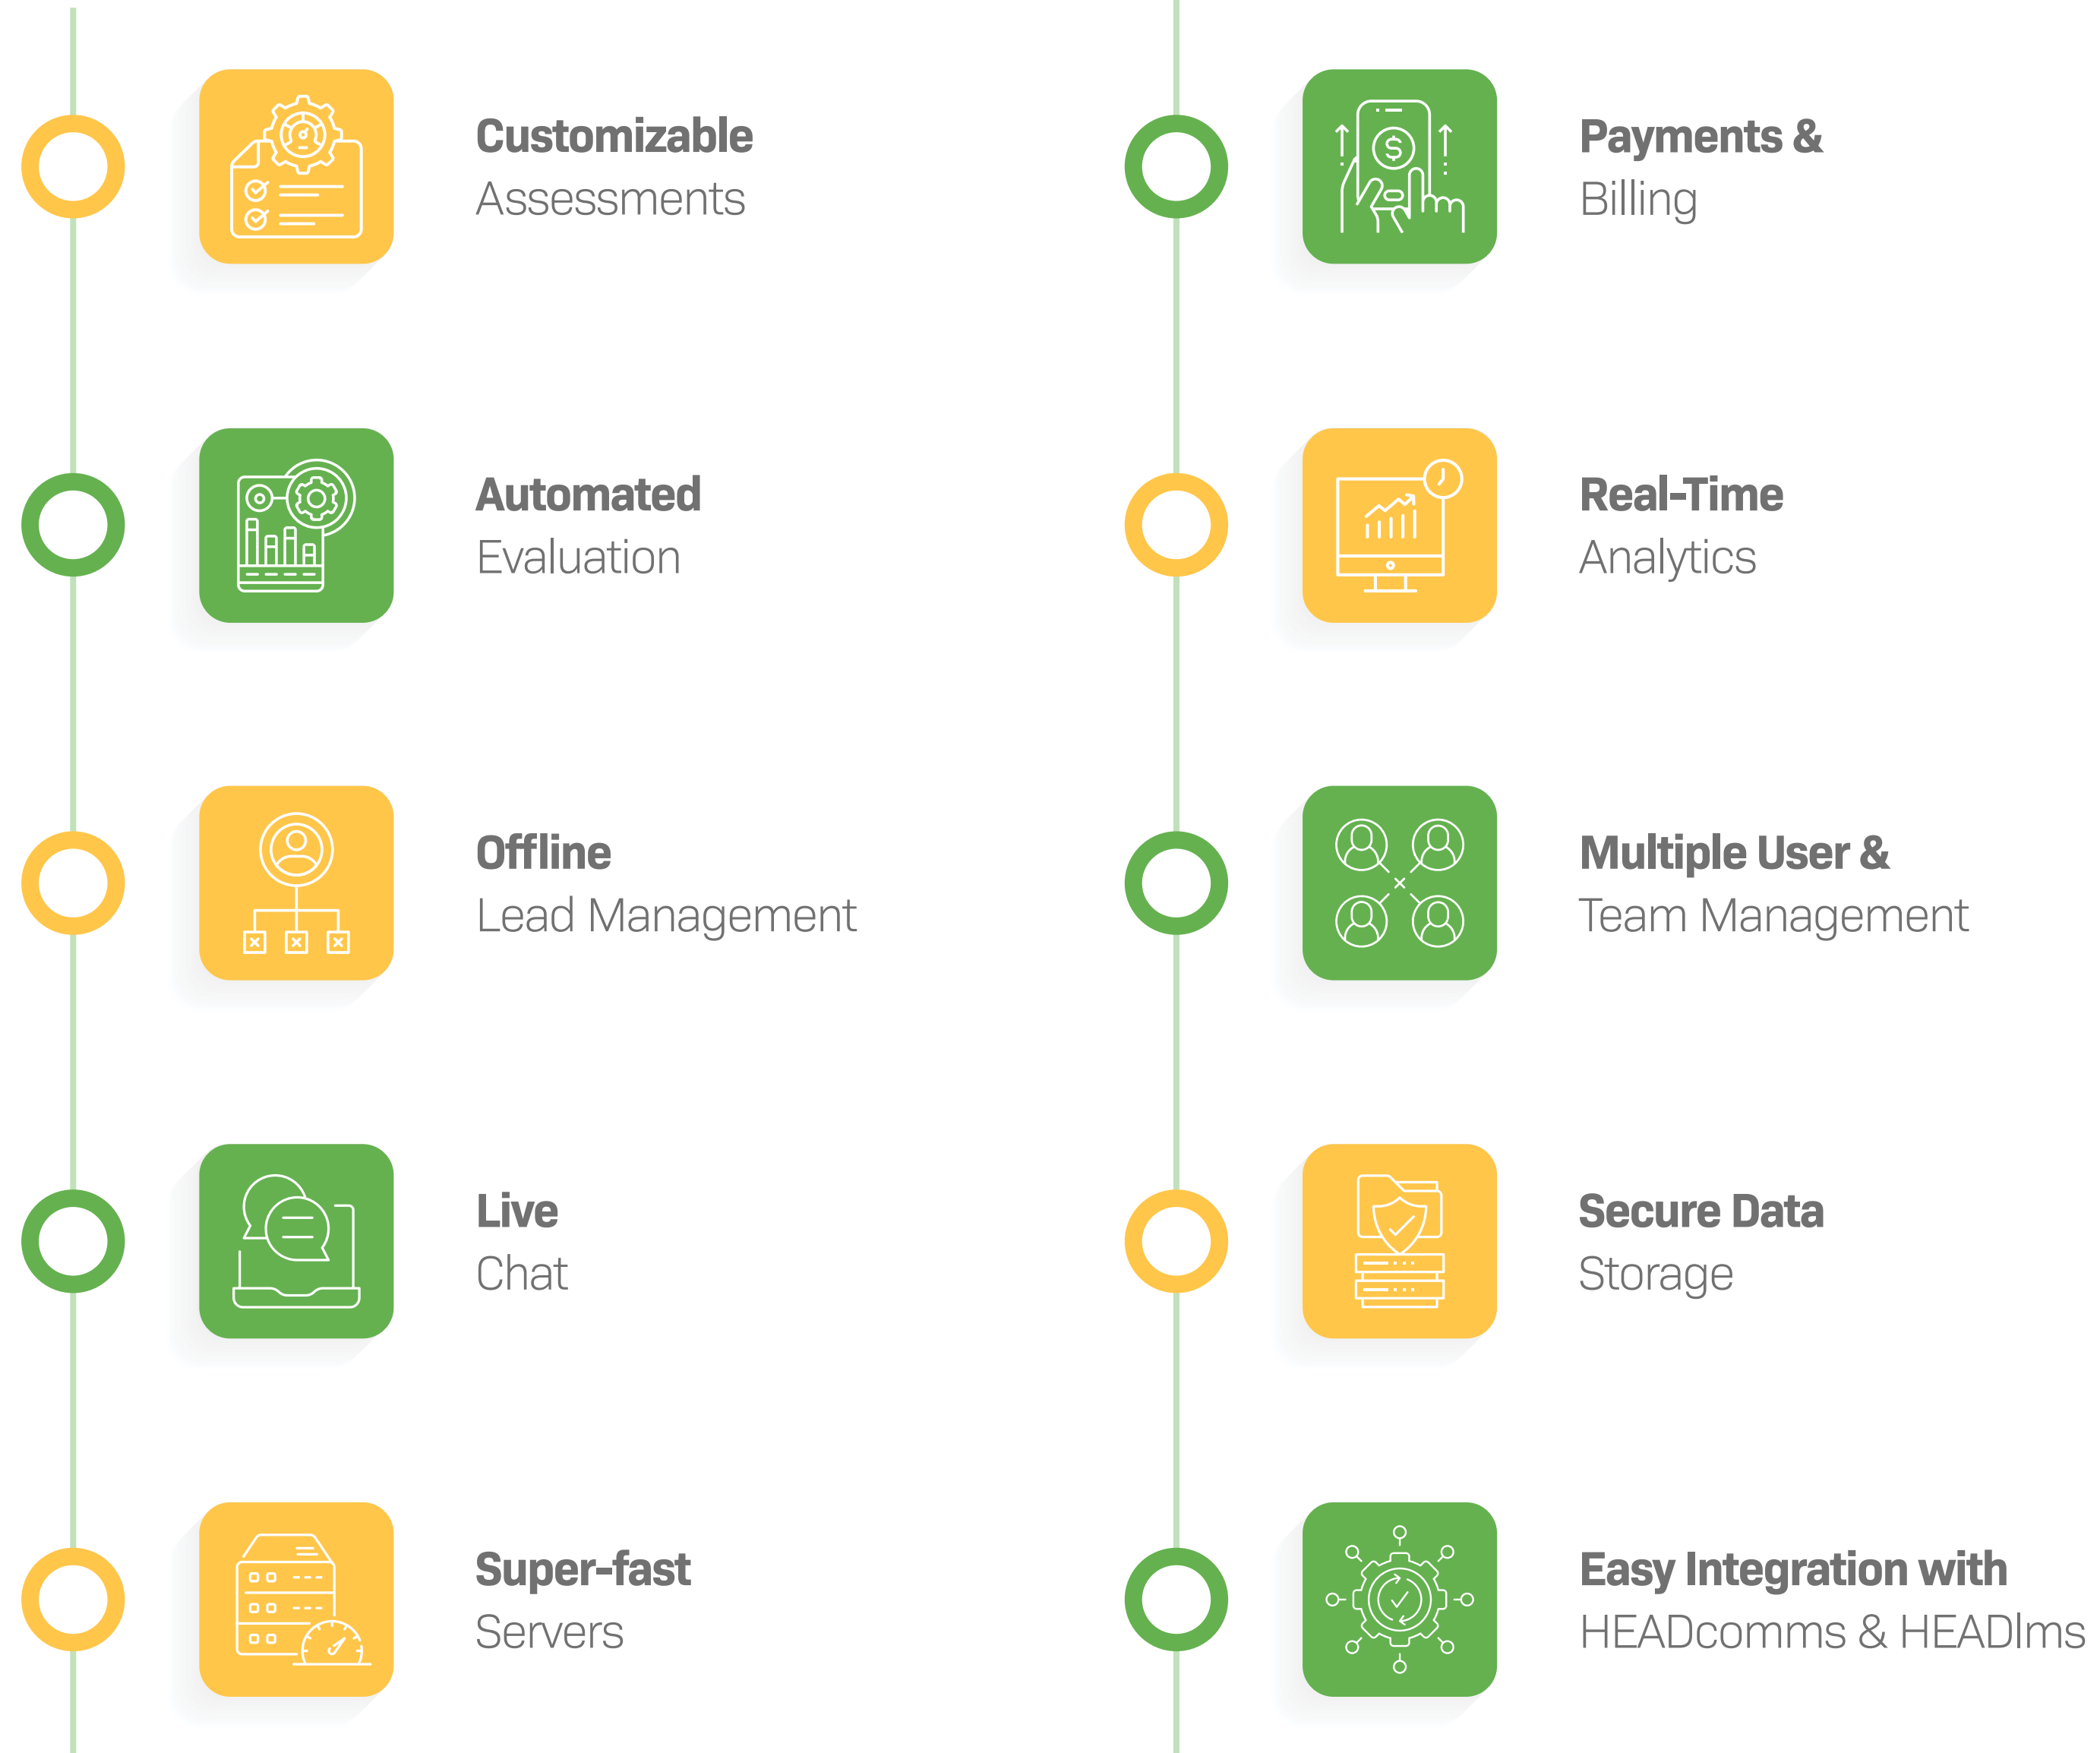 Customizable
Assessments
Automated
Evaluation
Offline
Lead Management
Live
Chat
Super-fast
Servers
Payments &
Billing
Real-Time
Analytics
Multiple User &
Team Management
Secure Data
Storage
Easy Integration with
HEADcomms & HEADlms